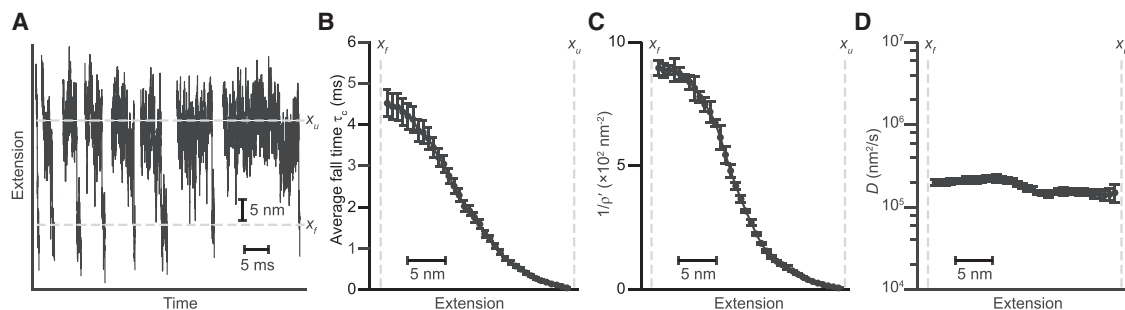 A
Extension
x_u
x_f
5 nm
5 ms
Time
B
Average fall time τ_c (ms)
6
5
4
3
2
1
0
x_f
x_u
5 nm
Extension
C
1/ρ' (×10² nm⁻²)
10
5
0
x_f
x_u
5 nm
Extension
D
D (nm²/s)
10⁷
10⁶
10⁵
10⁴
x_f
5 nm
Extension